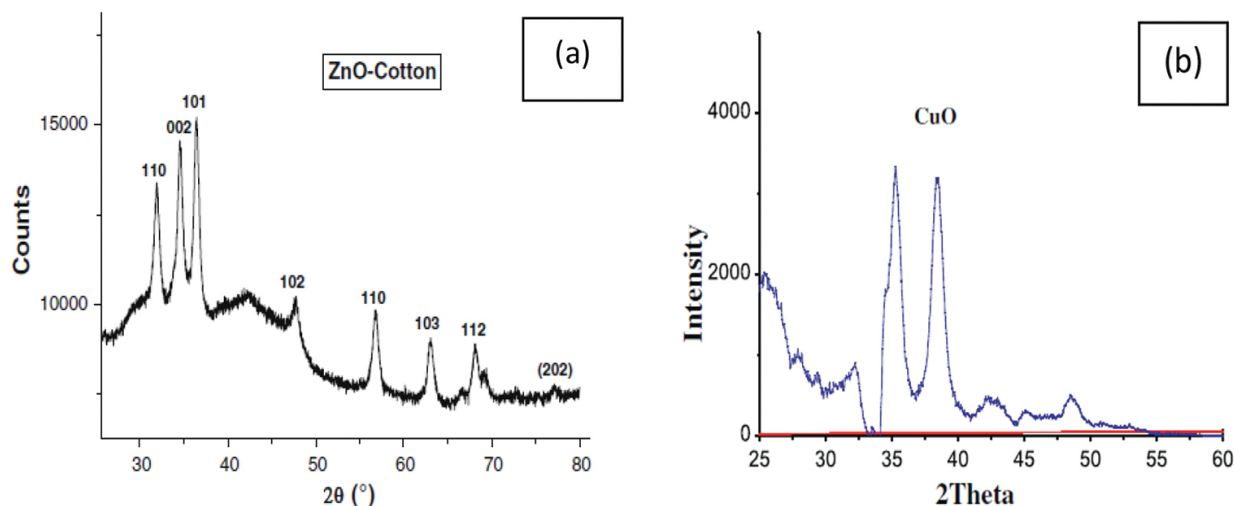 (a)
ZnO-Cotton
101
002
110
102
110
103
112
(202)
15000
10000
Counts
30 40 50 60 70 80
2θ (°)
(b)
CuO
4000
2000
0
Intensity
25 30 35 40 45 50 55 60
2Theta